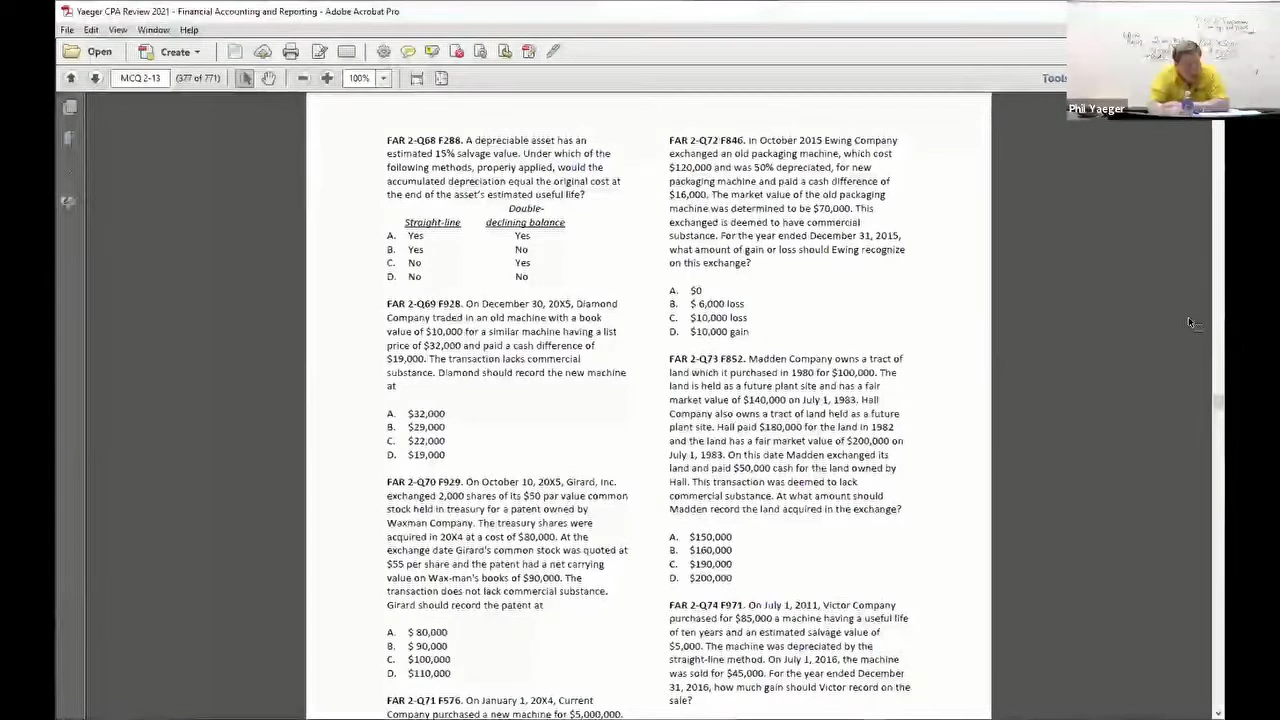 Yaeger CPA Review 2021 - Financial Accounting and Reporting - Adobe Acrobat Pro
File Edit View Window Help
Open Create
MCQ 2-13 (377 of 771) 100% Tools
Phil Yaeger
FAR 2-Q68 F288. A depreciable asset has an
estimated 15% salvage value. Under which of the
following methods, properly applied, would the
accumulated depreciation equal the original cost at
the end of the asset's estimated useful life?
Double-
Straight-line declining balance
A. Yes Yes
B. Yes No
C. No Yes
D. No No
FAR 2-Q69 F928. On December 30, 20X5, Diamond
Company traded in an old machine with a book
value of $10,000 for a similar machine having a list
price of $32,000 and paid a cash difference of
$19,000. The transaction lacks commercial
substance. Diamond should record the new machine
at
A. $32,000
B. $29,000
C. $22,000
D. $19,000
FAR 2-Q70 F929. On October 10, 20X5, Girard, Inc.
exchanged 2,000 shares of its $50 par value common
stock held in treasury for a patent owned by
Waxman Company. The treasury shares were
acquired in 20X4 at a cost of $80,000. At the
exchange date Girard's common stock was quoted at
$55 per share and the patent had a net carrying
value on Wax-man's books of $90,000. The
transaction does not lack commercial substance.
Girard should record the patent at
A. $ 80,000
B. $ 90,000
C. $100,000
D. $110,000
FAR 2-Q71 F576. On January 1, 20X4, Current
Company purchased a new machine for $5,000,000.
FAR 2-Q72 F846. In October 2015 Ewing Company
exchanged an old packaging machine, which cost
$120,000 and was 50% depreciated, for new
packaging machine and paid a cash difference of
$16,000. The market value of the old packaging
machine was determined to be $70,000. This
exchanged is deemed to have commercial
substance. For the year ended December 31, 2015,
what amount of gain or loss should Ewing recognize
on this exchange?
A. $0
B. $ 6,000 loss
C. $10,000 loss
D. $10,000 gain
FAR 2-Q73 F852. Madden Company owns a tract of
land which it purchased in 1980 for $100,000. The
land is held as a future plant site and has a fair
market value of $140,000 on July 1, 1983. Hall
Company also owns a tract of land held as a future
plant site. Hall paid $180,000 for the land in 1982
and the land has a fair market value of $200,000 on
July 1, 1983. On this date Madden exchanged its
land and paid $50,000 cash for the land owned by
Hall. This transaction was deemed to lack
commercial substance. At what amount should
Madden record the land acquired in the exchange?
A. $150,000
B. $160,000
C. $190,000
D. $200,000
FAR 2-Q74 F971. On July 1, 2011, Victor Company
purchased for $85,000 a machine having a useful life
of ten years and an estimated salvage value of
$5,000. The machine was depreciated by the
straight-line method. On July 1, 2016, the machine
was sold for $45,000. For the year ended December
31, 2016, how much gain should Victor record on the
sale?